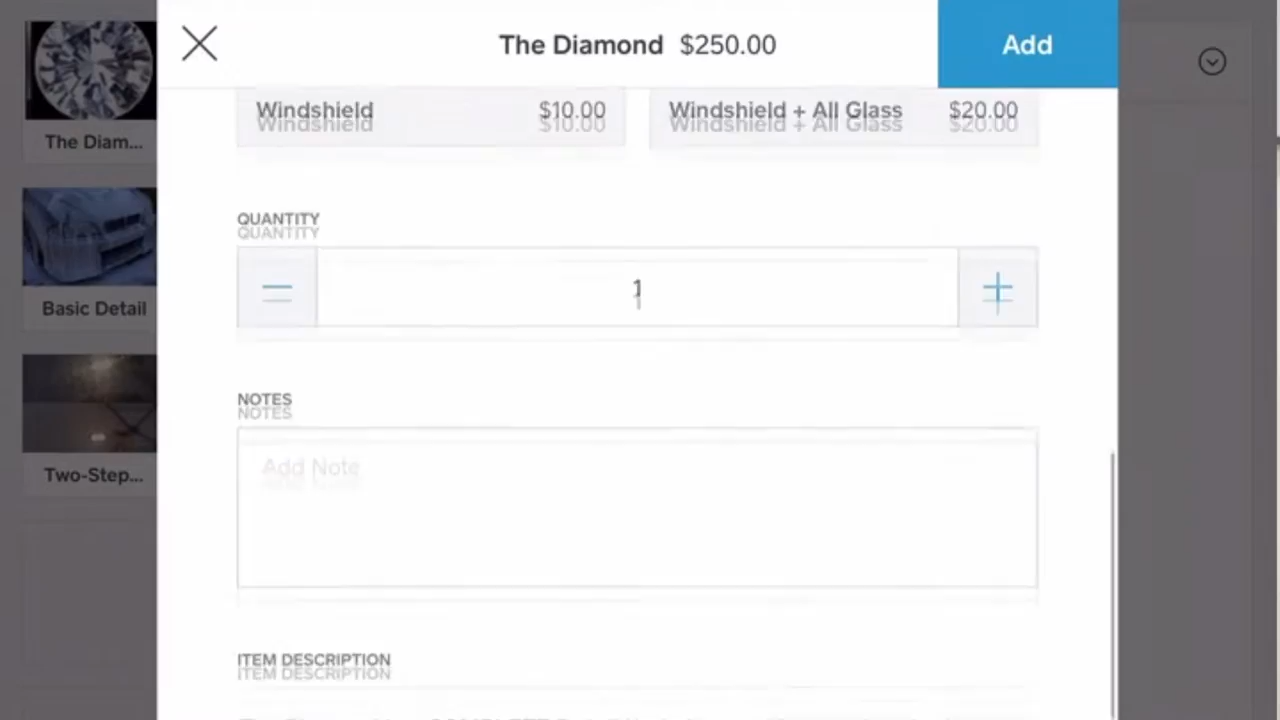 The Diamond $250.00
Add
Windshield $10.00
Windshield + All Glass $20.00
The Diam...
QUANTITY
1
Basic Detail
NOTES
Add Note
Two-Step...
ITEM DESCRIPTION